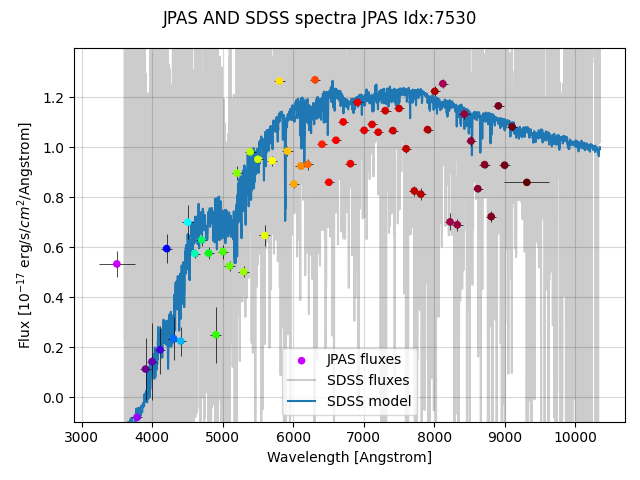 JPAS AND SDSS spectra JPAS Idx:7530
Flux [10⁻¹⁷ erg/s/cm²/Angstrom]
1.2
1.0
0.8
0.6
0.4
0.2
0.0
JPAS fluxes
SDSS fluxes
SDSS model
3000 4000 5000 6000 7000 8000 9000 10000
Wavelength [Angstrom]